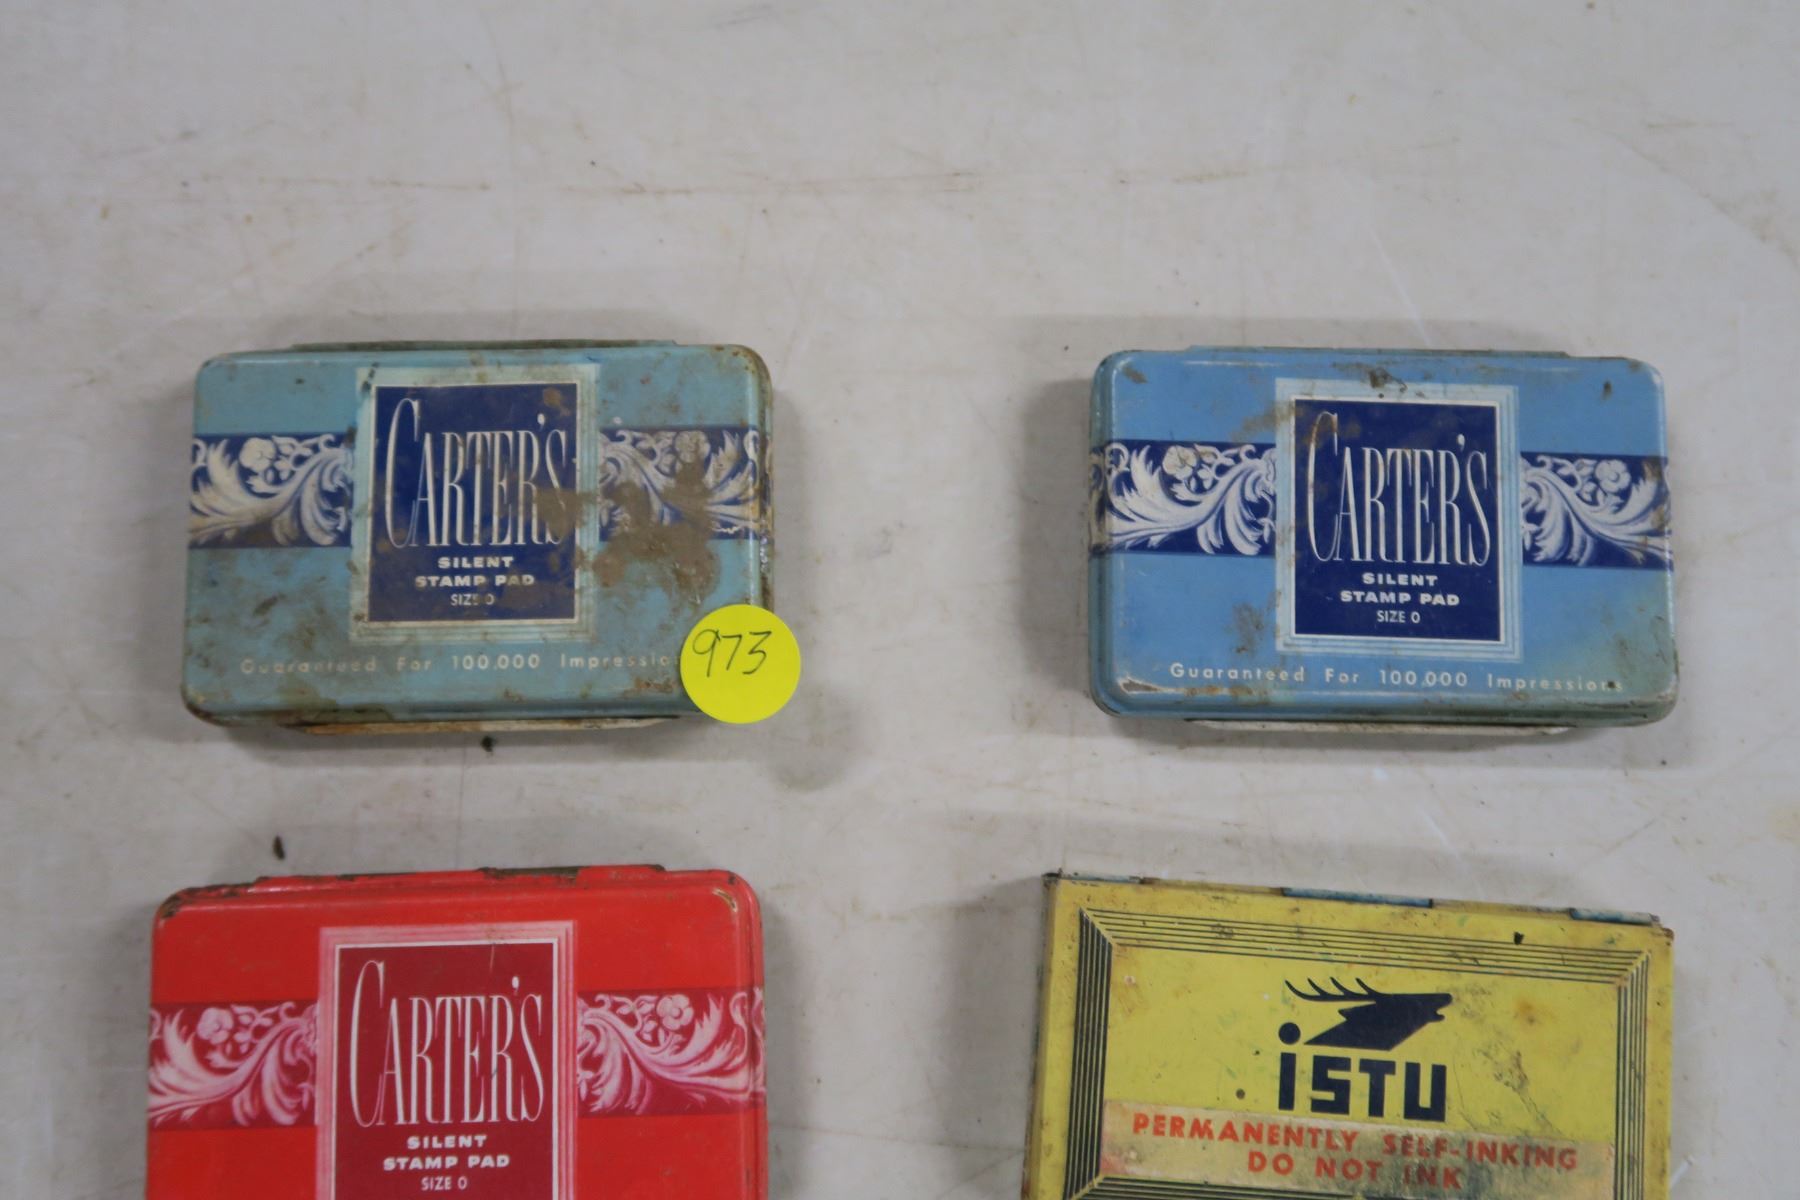 CARTER'S
SILENT
STAMP PAD
SIZE 0
Guaranteed For 100,000 Impressio
973
CARTER'S
SILENT
STAMP PAD
SIZE 0
Guaranteed For 100,000 Impressions
CARTER'S
SILENT
STAMP PAD
SIZE 0
iSTU
PERMANENTLY SELF-INKING
DO NOT INK